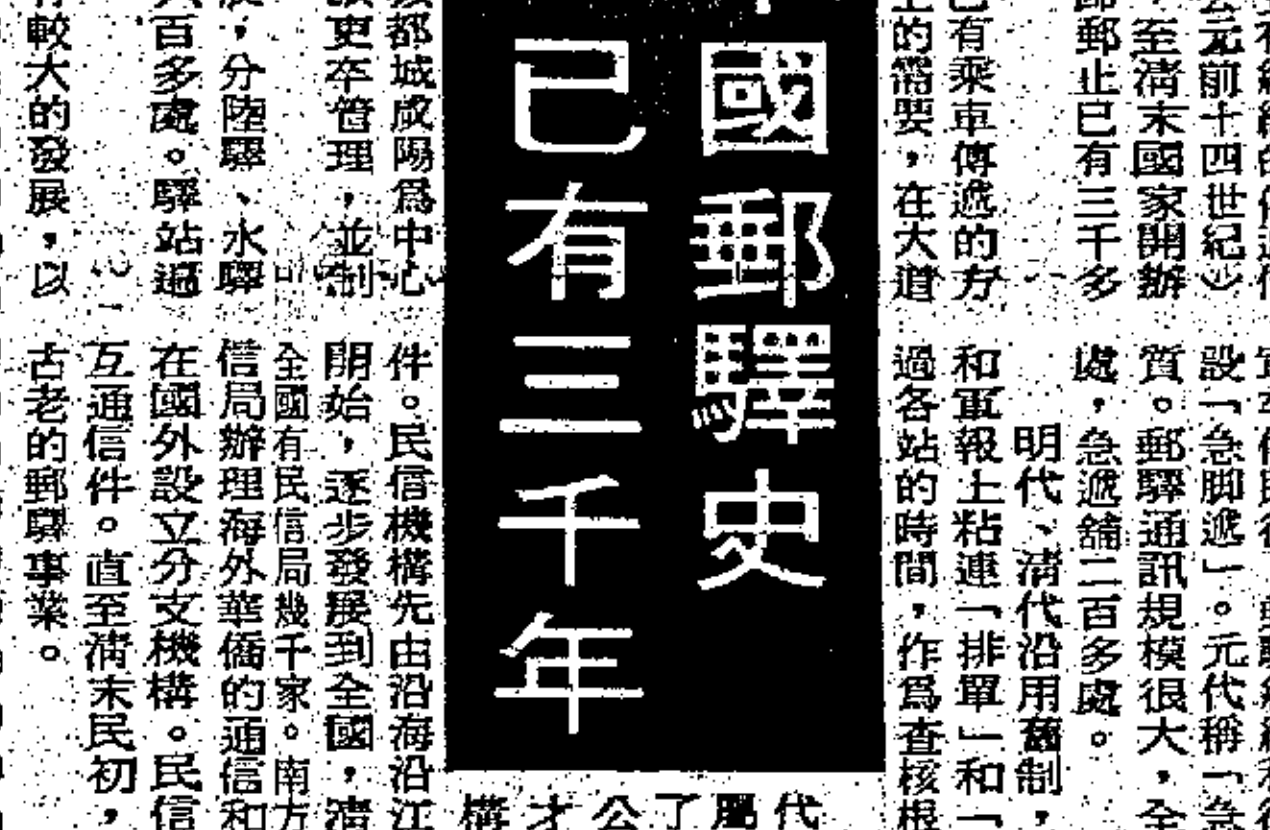 國郵驛史
已有三千年
元前十四世紀）
，至清末國家開辦
郵止已有三千多
已有乘車傳遞的方
的需要，在大道
設「急脚遞」。元代稱「急
質。郵驛通訊規模很大，全
處，急遞舖二百多處。
明代、清代沿用舊制，
和軍報上粘連「排單」和「
過各站的時間，作爲查核根
代
屬
了
公
才
構
都城咸陽爲中心
吏卒管理，並制
，分陸驛、水驛
百多處。驛站遍
較大的發展，以
件。民信機構先由沿海沿江
開始，逐步發展到全國，清
全國有民信局幾千家。南方
信局辦理海外華僑的通信和
在國外設立分支機構。民信
互通信件。直至清末民初，
古老的郵驛事業。